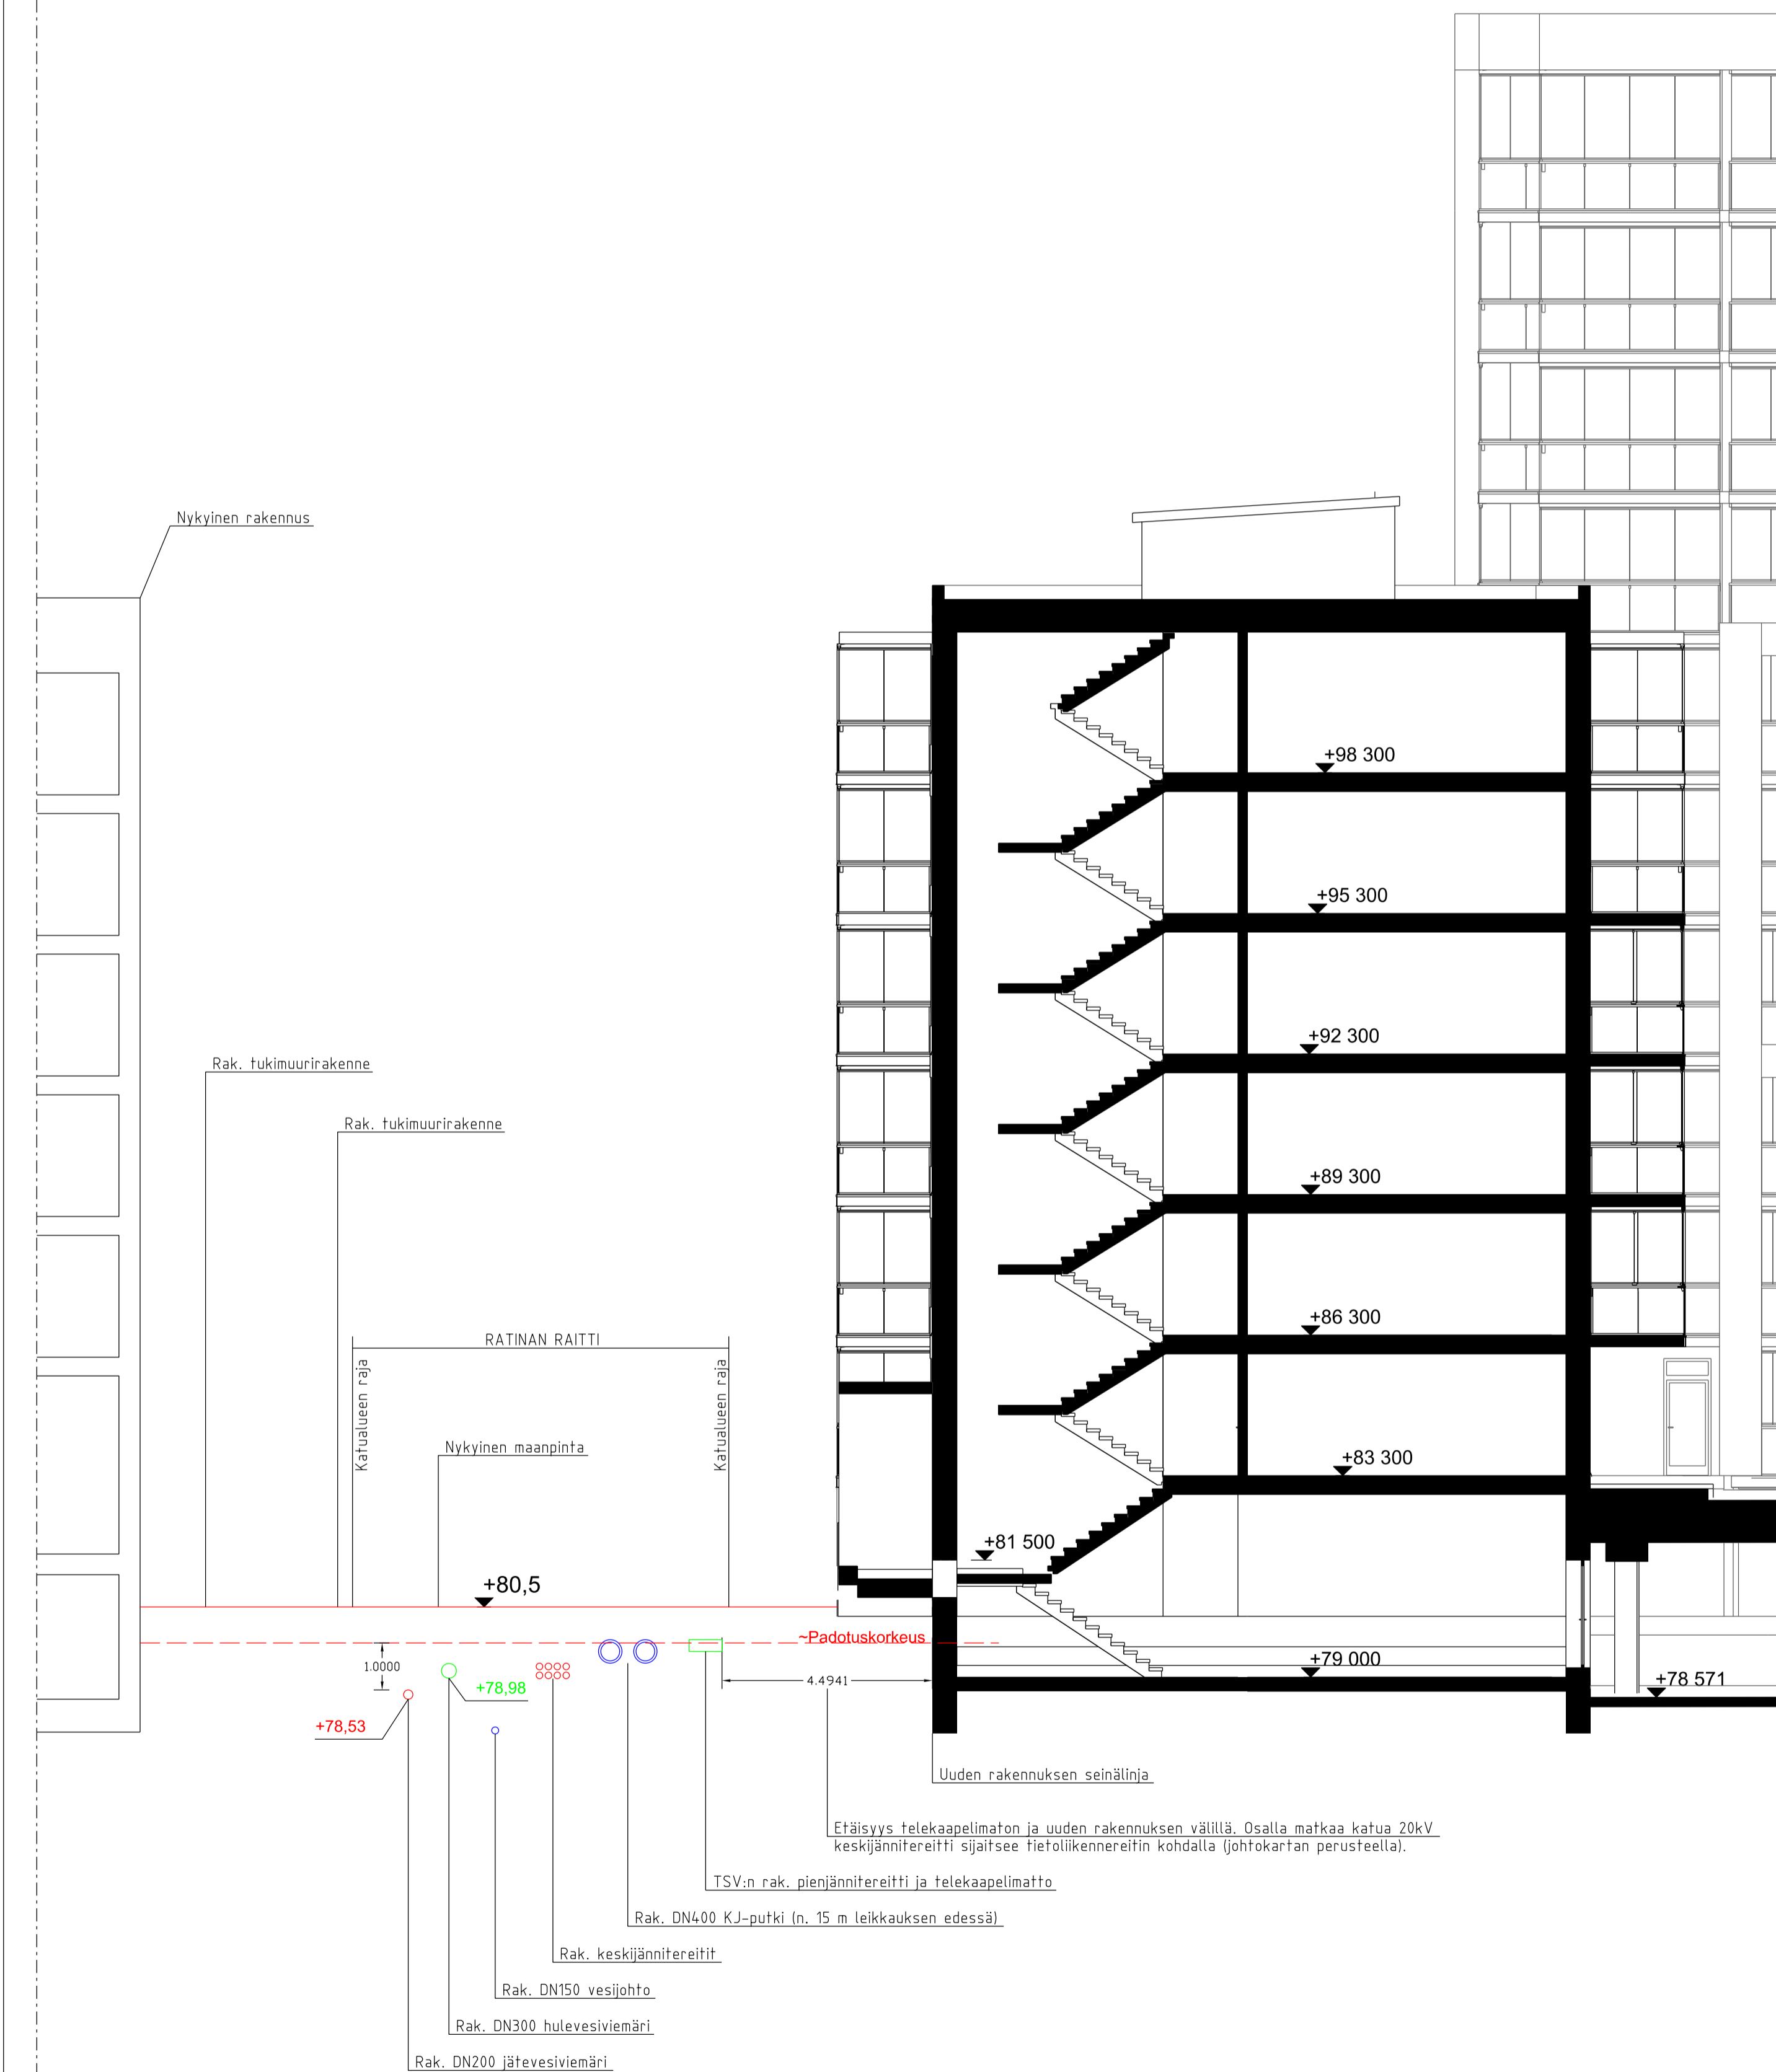 Nykyinen rakennus
+98 300
+95 300
+92 300
Rak. tukimuurirakenne
Rak. tukimuurirakenne
+89 300
+86 300
RATINAN RAITTI
Katualueen raja
Katualueen raja
Nykyinen maanpinta
+83 300
+81 500
+80,5
~Padotuskorkeus
1.0000
+78,98
4.4941
+79 000
+78 571
+78,53
Uuden rakennuksen seinälinja
Etäisyys telekaapelimaton ja uuden rakennuksen välillä. Osalla matkaa katua 20kV
keskijännitereitti sijaitsee tietoliikennereitin kohdalla (johtokartan perusteella).
TSV:n rak. pienjännitereitti ja telekaapelimatto
Rak. DN400 KJ-putki (n. 15 m leikkauksen edessä)
Rak. keskijännitereitit
Rak. DN150 vesijohto
Rak. DN300 hulevesiviemäri
Rak. DN200 jätevesiviemäri